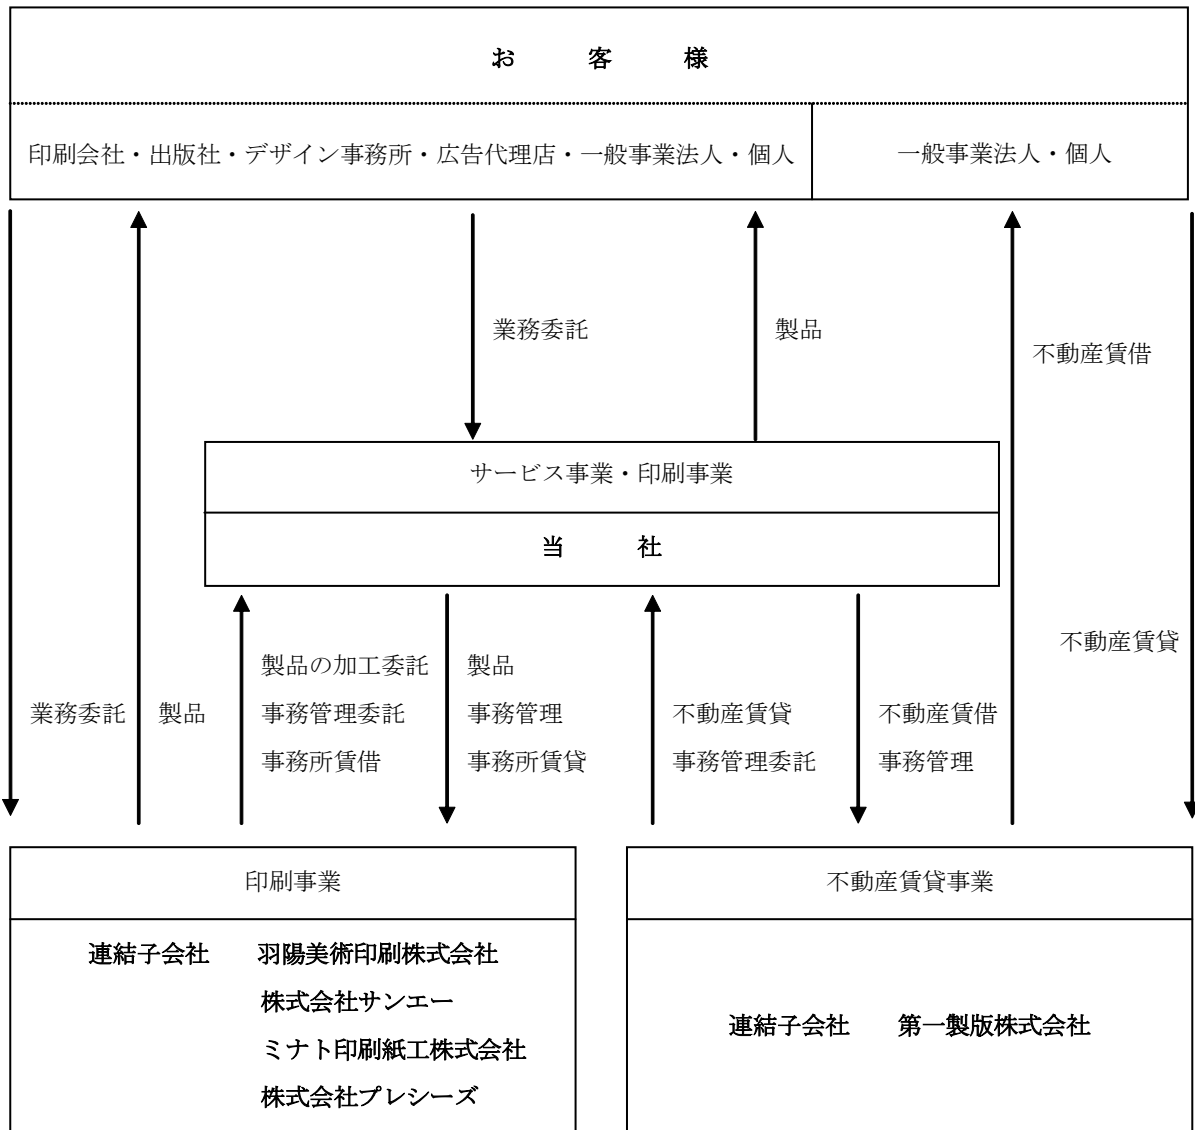 お客様
印刷会社・出版社・デザイン事務所・広告代理店・一般事業法人・個人
一般事業法人・個人
業務委託
製品
不動産賃借
サービス事業・印刷事業
当社
不動産賃貸
業務委託
製品
製品の加工委託
事務管理委託
事務所賃借
製品
事務管理
事務所賃貸
不動産賃貸
事務管理委託
不動産賃借
事務管理
印刷事業
連結子会社 羽陽美術印刷株式会社
株式会社サンエー
ミナト印刷紙工株式会社
株式会社プレシーズ
不動産賃貸事業
連結子会社 第一製版株式会社